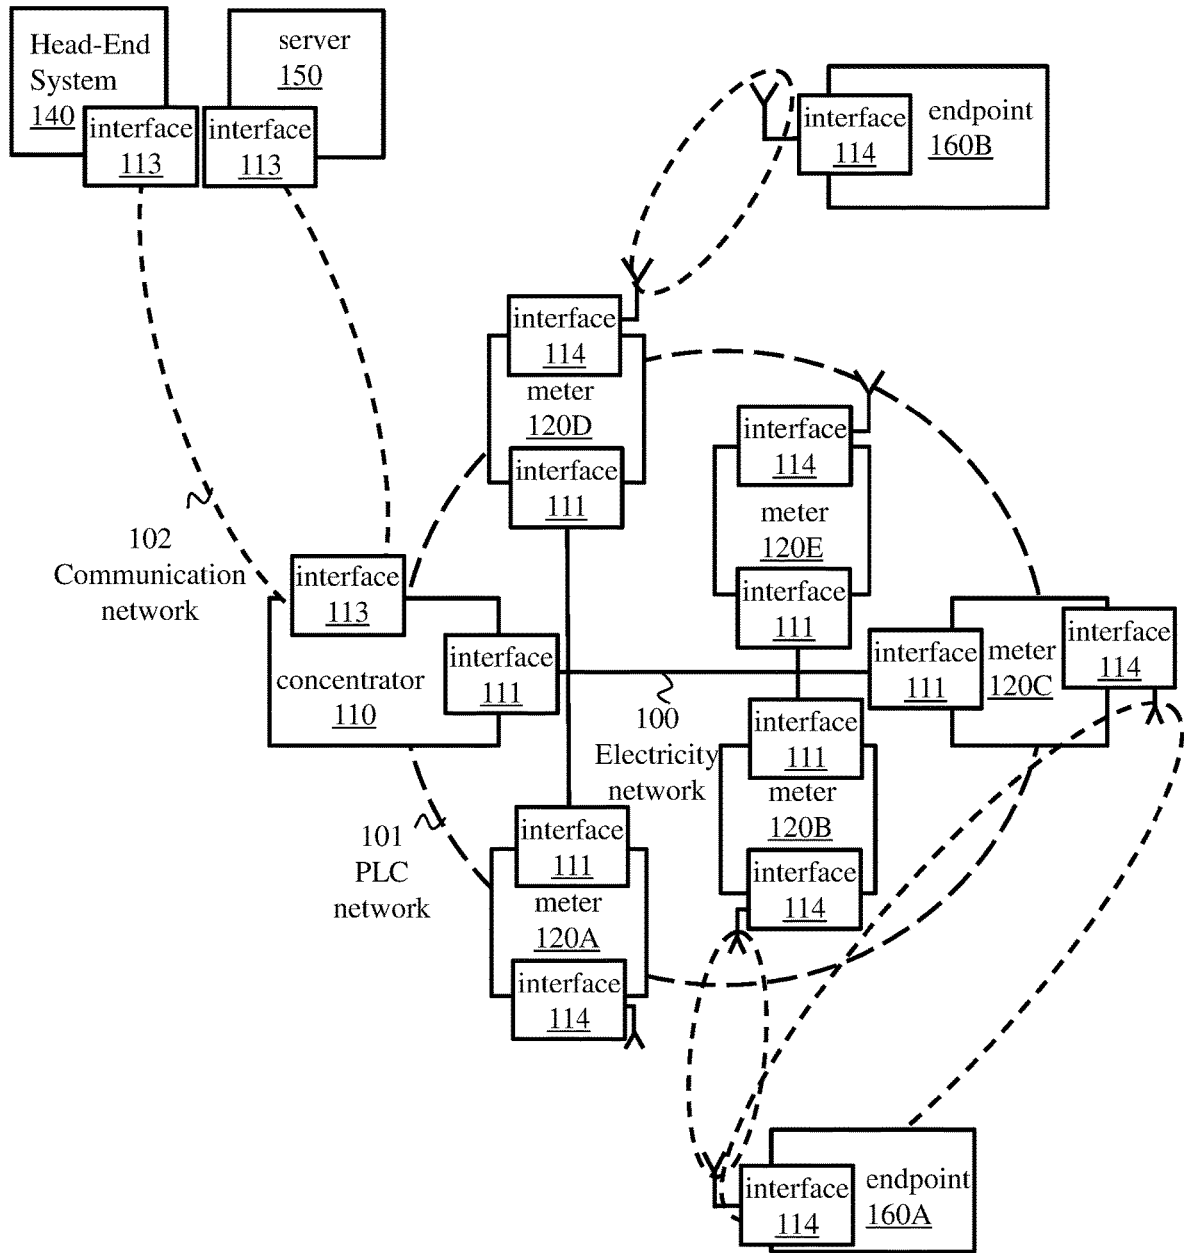 Head-End
System
140
interface
113
server
150
interface
113
interface
114
endpoint
160B
interface
114
meter
120D
interface
111
interface
114
meter
120E
interface
111
102
Communication
network
interface
113
concentrator
110
interface
111
100
Electricity
network
interface
111
meter
120C
interface
114
interface
111
meter
120B
interface
114
101
PLC
network
interface
111
meter
120A
interface
114
interface
114
endpoint
160A